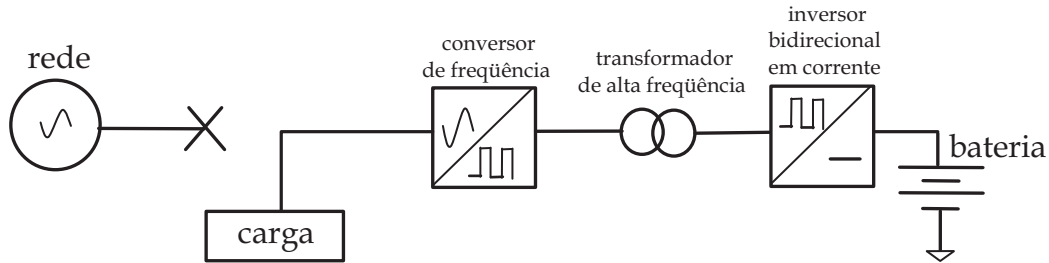 rede
carga
conversor
de freqüência
transformador
de alta freqüência
inversor
bidirecional
em corrente
bateria